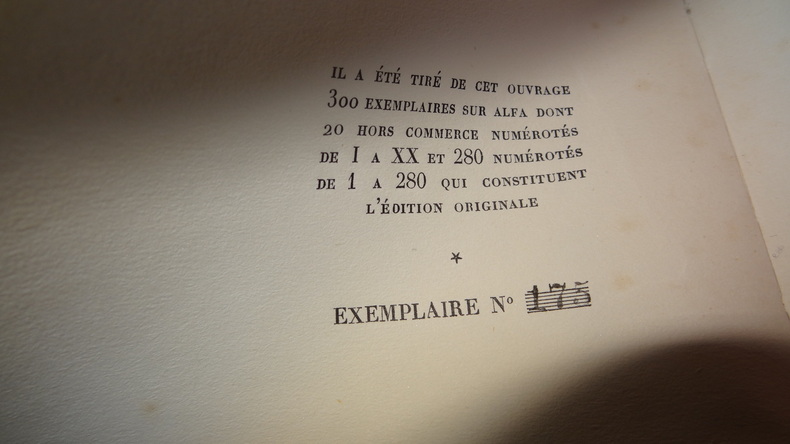 IL A ÉTÉ TIRÉ DE CET OUVRAGE
300 EXEMPLAIRES SUR ALFA DONT
20 HORS COMMERCE NUMÉROTÉS
DE I A XX ET 280 NUMÉROTÉS
DE 1 A 280 QUI CONSTITUENT
L'ÉDITION ORIGINALE
*
EXEMPLAIRE Nº 175